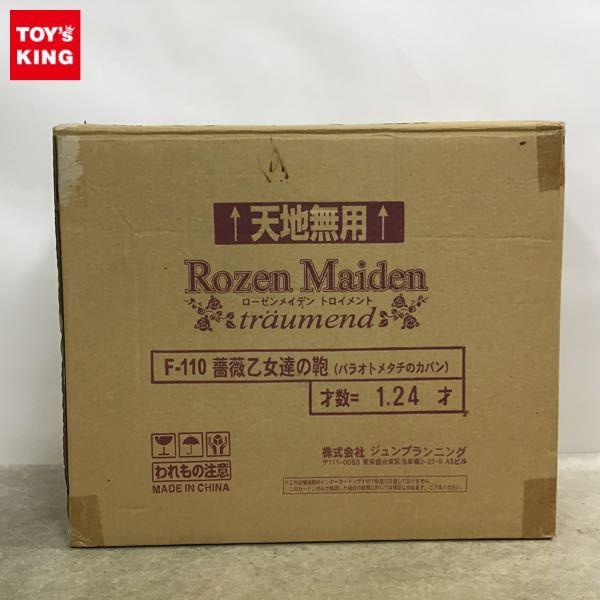 TOY's
KING
↑天地無用↑
Rozen Maiden
ローゼンメイデン トロイメント
träumend
F-110 薔薇乙女達の鞄 (バラオトメタチのカバン)
才数= 1.24 才
われもの注意
MADE IN CHINA
株式会社 ジュンプランニング